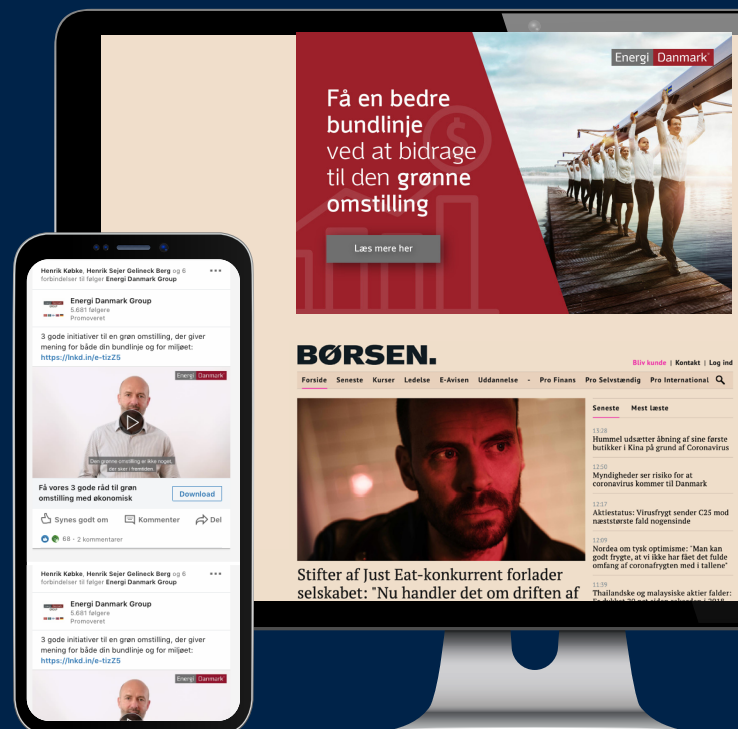 Energi Danmark
Få en bedre
bundlinje
ved at bidrage
til den grønne
omstilling
Læs mere her
BØRSEN.
Bliv kunde | Kontakt | Log ind
Forside Seneste Kurser Ledelse E-Avisen Uddannelse - Pro Finans Pro Selvstændig Pro International
Stifter af Just Eat-konkurrent forlader
selskabet: "Nu handler det om driften af
Seneste Mest læste
13:28
Hummel udsætter åbning af sine første
butikker i Kina på grund af Coronavirus
12:50
Myndigheder ser risiko for at
coronavirus kommer til Danmark
12:17
Aktiestatus: Virusfrygt sender C25 mod
næststørste fald nogensinde
12:09
Nordea om tysk optimisme: "Man kan
godt frygte, at vi ikke har fået det fulde
omfang af coronafrygten med i tallene"
11:39
Thailandske og malaysiske aktier falder:
Henrik Købke, Henrik Sejer Gelineck Berg og 6
forbindelser til følger Energi Danmark Group
Energi Danmark Group
5.681 følgere
Promoveret
3 gode initiativer til en grøn omstilling, der giver
mening for både din bundlinje og for miljøet:
https://lnkd.in/e-tizZ5
Energi Danmark
Den grønne omstilling er ikke noget,
der sker i fremtiden.
Få vores 3 gode råd til grøn
omstilling med økonomisk
Download
Synes godt om Kommenter Del
68 • 2 kommentarer
Henrik Købke, Henrik Sejer Gelineck Berg og 6
forbindelser til følger Energi Danmark Group
Energi Danmark Group
5.681 følgere
Promoveret
3 gode initiativer til en grøn omstilling, der giver
mening for både din bundlinje og for miljøet:
https://lnkd.in/e-tizZ5
Energi Danmark